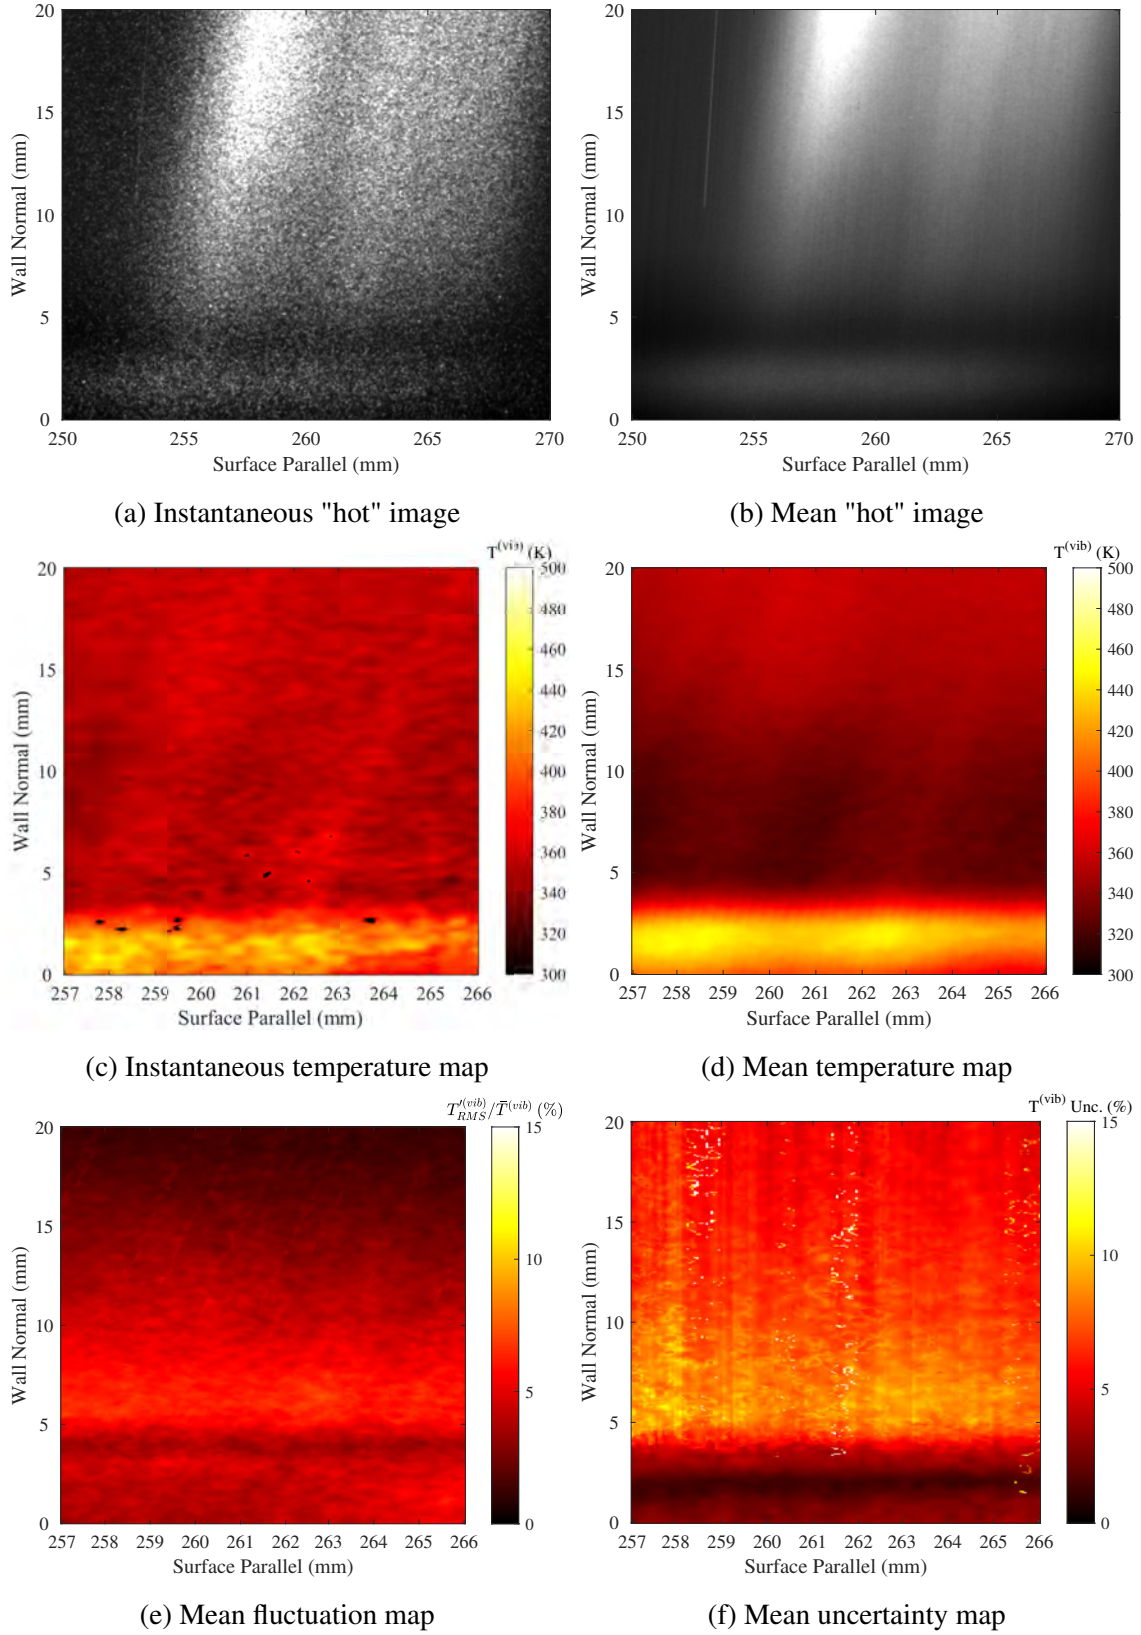 20
15
10
5
0
Wall Normal (mm)
250
255
260
265
270
Surface Parallel (mm)
(a) Instantaneous "hot" image
20
15
10
5
0
Wall Normal (mm)
250
255
260
265
270
Surface Parallel (mm)
(b) Mean "hot" image
T(vib) (K)
20
15
10
5
0
Wall Normal (mm)
257 258 259 260 261 262 263 264 265 266
Surface Parallel (mm)
500
480
460
440
420
400
380
360
340
320
300
(c) Instantaneous temperature map
T(vib) (K)
20
15
10
5
0
Wall Normal (mm)
257 258 259 260 261 262 263 264 265 266
Surface Parallel (mm)
500
480
460
440
420
400
380
360
340
320
300
(d) Mean temperature map
T′(vib)RMS/T̄(vib) (%)
20
15
10
5
0
Wall Normal (mm)
257 258 259 260 261 262 263 264 265 266
Surface Parallel (mm)
15
10
5
0
(e) Mean fluctuation map
T(vib) Unc. (%)
20
15
10
5
0
Wall Normal (mm)
257 258 259 260 261 262 263 264 265 266
Surface Parallel (mm)
15
10
5
0
(f) Mean uncertainty map